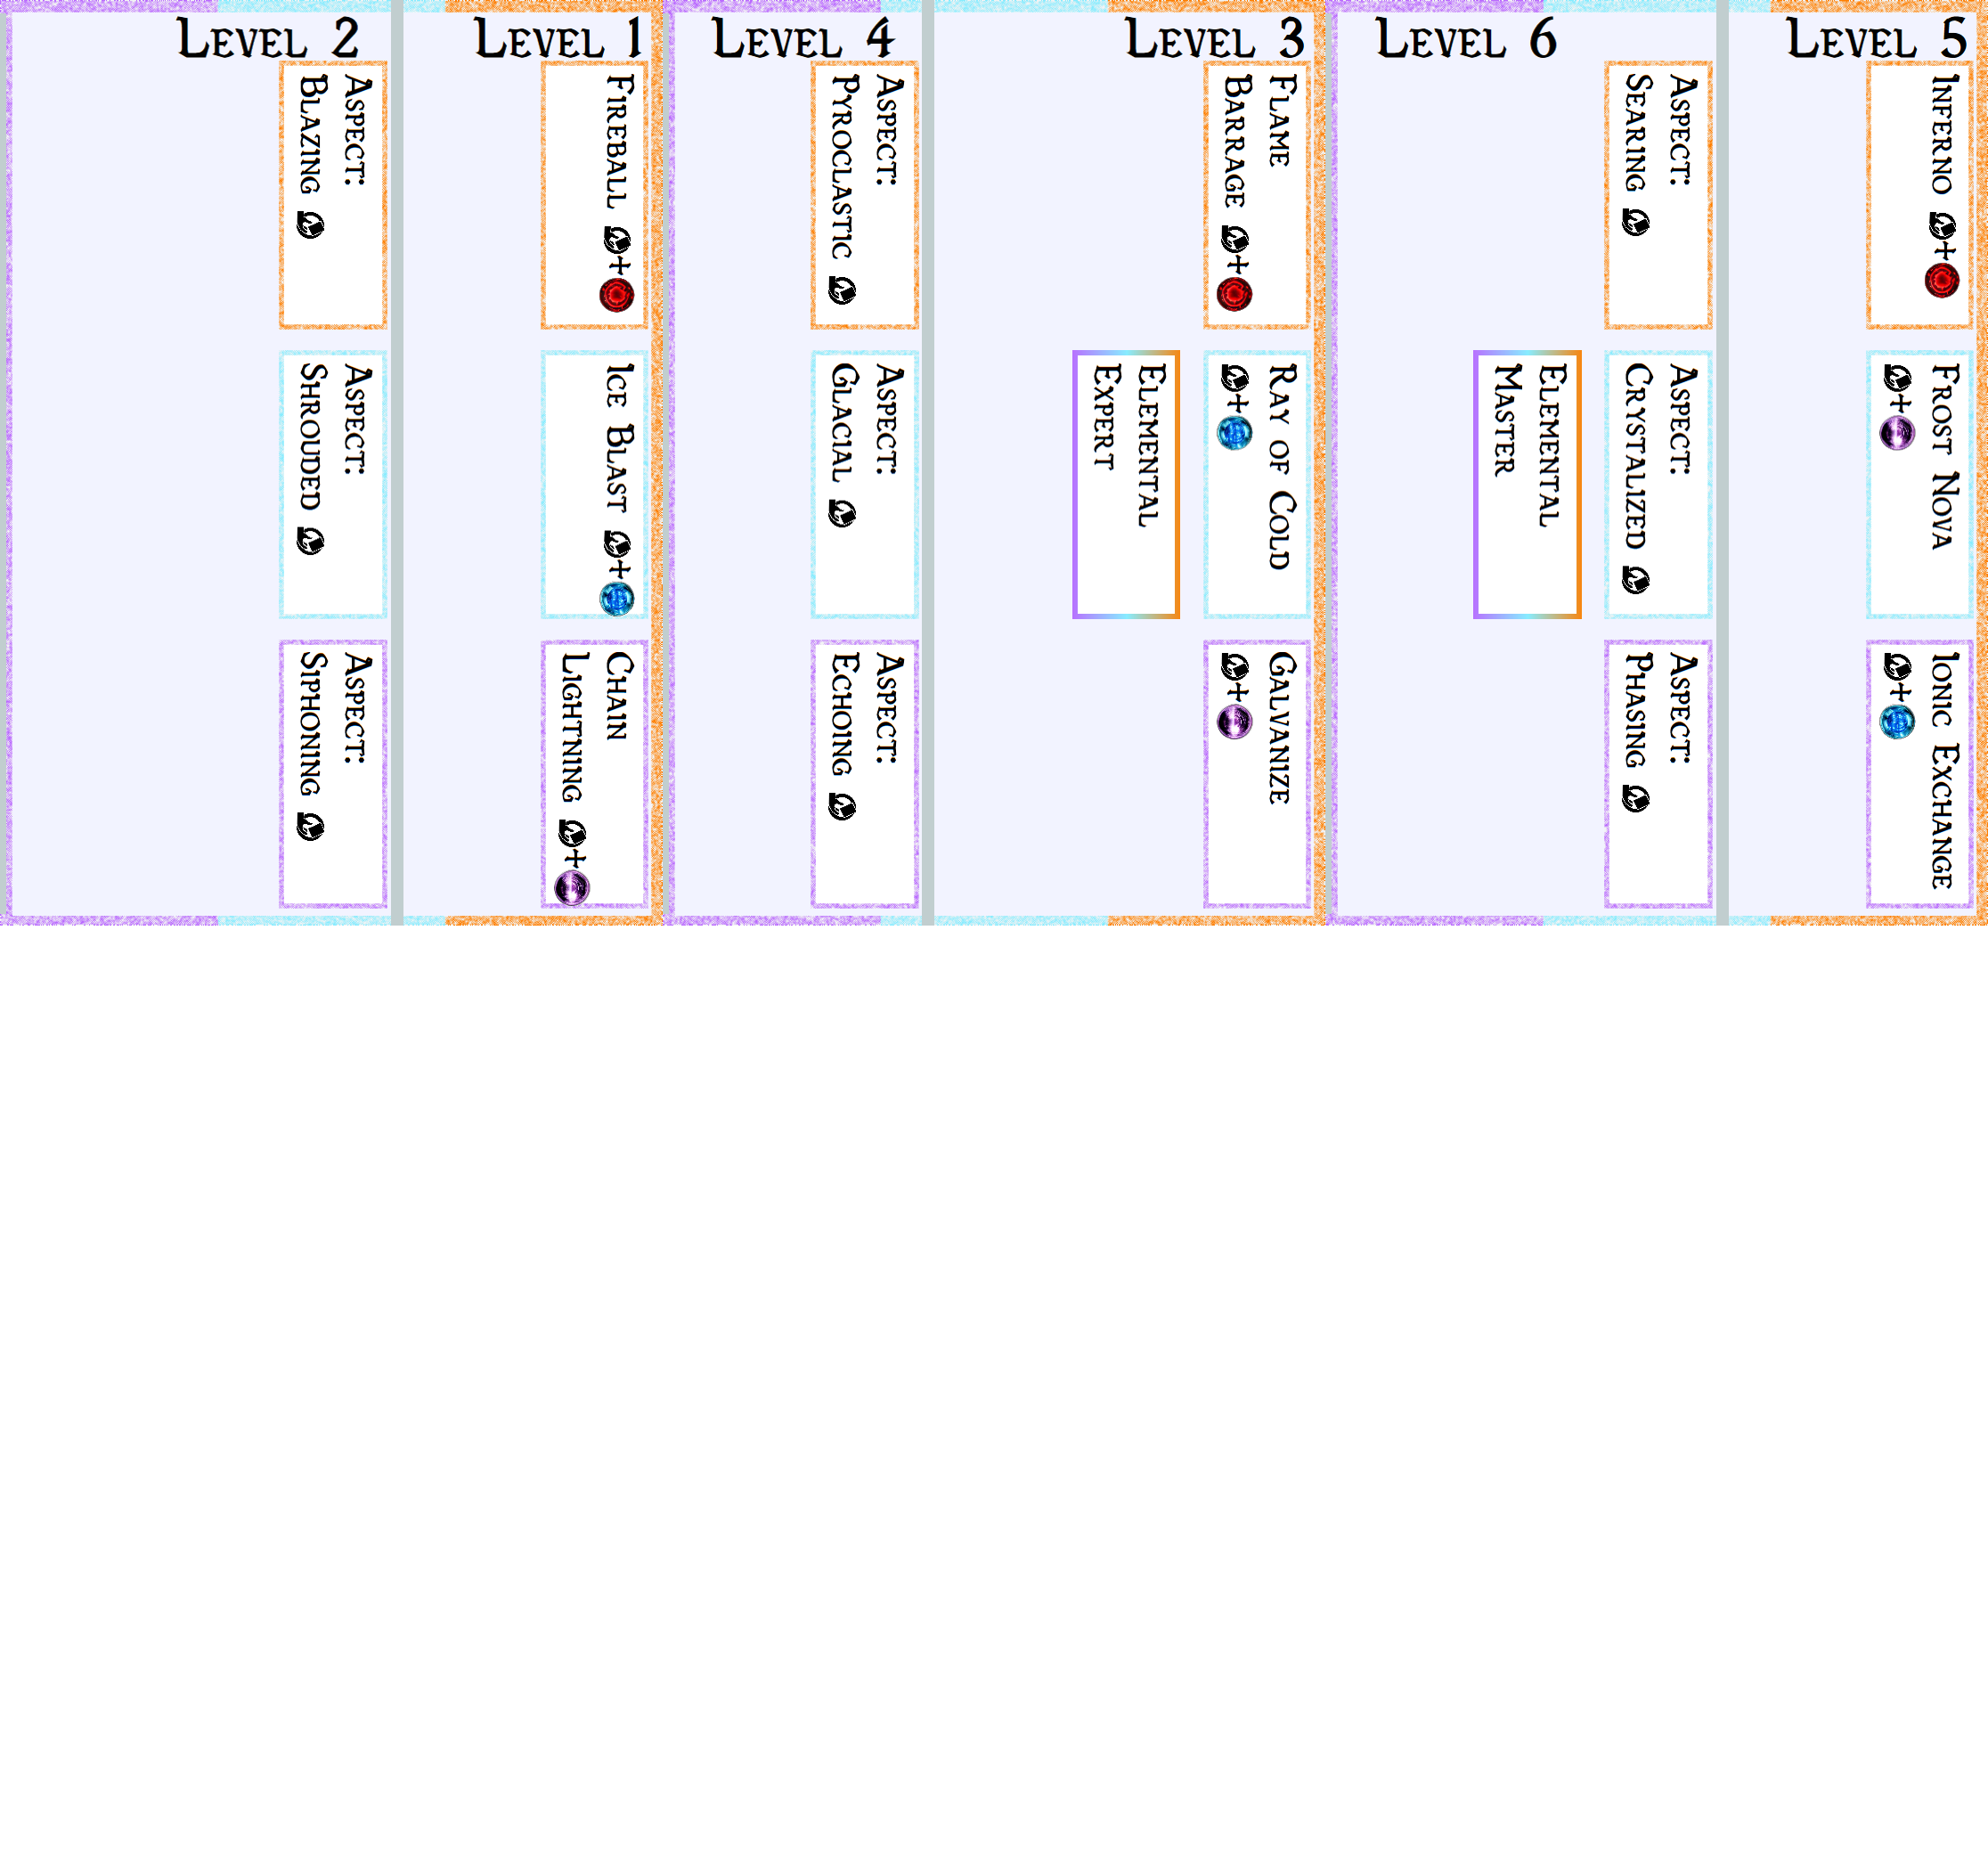 Level 2
Aspect:
Blazing
Aspect:
Shrouded
Aspect:
Siphoning
Level 1
Fireball +
Ice Blast +
Chain
Lightning +
Level 4
Aspect:
Pyroclastic
Aspect:
Glacial
Aspect:
Echoing
Level 3
Flame
Barrage +
Ray of Cold
+
Galvanize
+
Elemental
Expert
Level 6
Aspect:
Searing
Aspect:
Crystalized
Aspect:
Phasing
Elemental
Master
Level 5
Inferno +
Frost Nova
+
Ionic Exchange
+